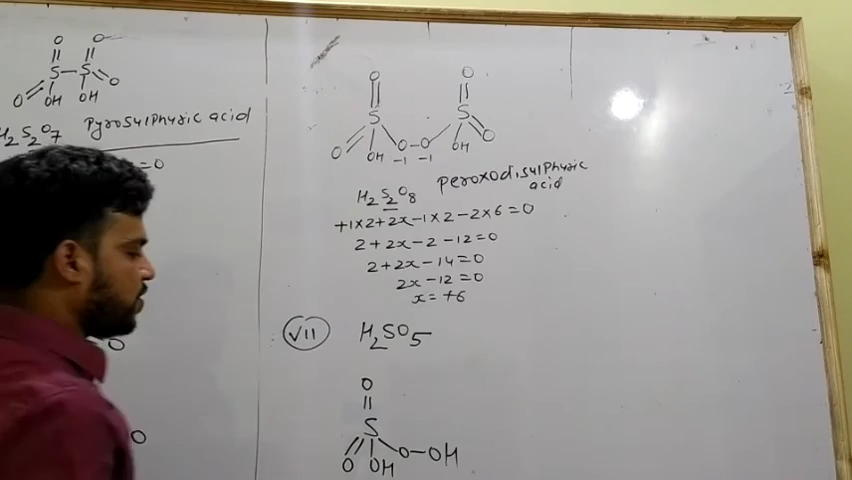 O O
|| ||
S—S
O OH OH O
H2S2O7 Pyrosulphuric acid
=0
O
O
O O
|| ||
S S
O OH O-O OH O
-1 -1
H2S2O8 Peroxodisulphuric
acid
+1×2+2x-1×2-2×6=0
2+2x-2-12=0
2+2x-14=0
2x-12=0
x=+6
VII H2SO5
O
||
S
O OH O-OH